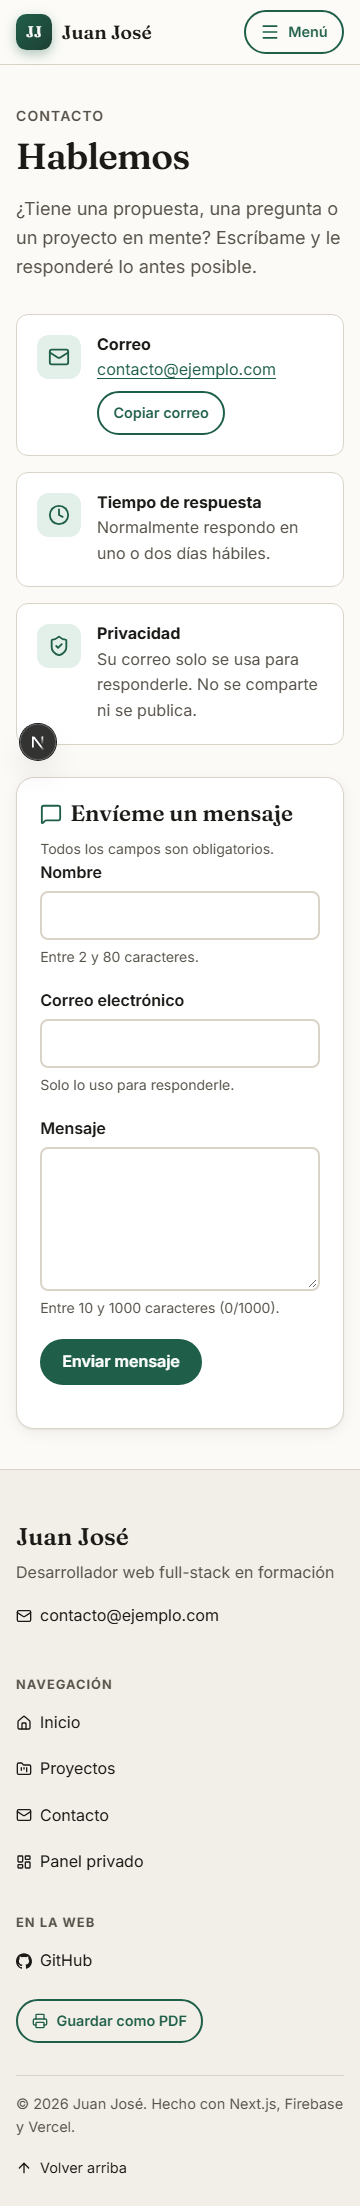 JJ Juan José Menú
CONTACTO
Hablemos
¿Tiene una propuesta, una pregunta o
un proyecto en mente? Escríbame y le
responderé lo antes posible.
Correo
contacto@ejemplo.com
Copiar correo
Tiempo de respuesta
Normalmente respondo en
uno o dos días hábiles.
Privacidad
Su correo solo se usa para
responderle. No se comparte
ni se publica.
N
Envíeme un mensaje
Todos los campos son obligatorios.
Nombre
Entre 2 y 80 caracteres.
Correo electrónico
Solo lo uso para responderle.
Mensaje
Entre 10 y 1000 caracteres (0/1000).
Enviar mensaje
Juan José
Desarrollador web full-stack en formación
contacto@ejemplo.com
NAVEGACIÓN
Inicio
Proyectos
Contacto
Panel privado
EN LA WEB
GitHub
Guardar como PDF
© 2026 Juan José. Hecho con Next.js, Firebase
y Vercel.
Volver arriba